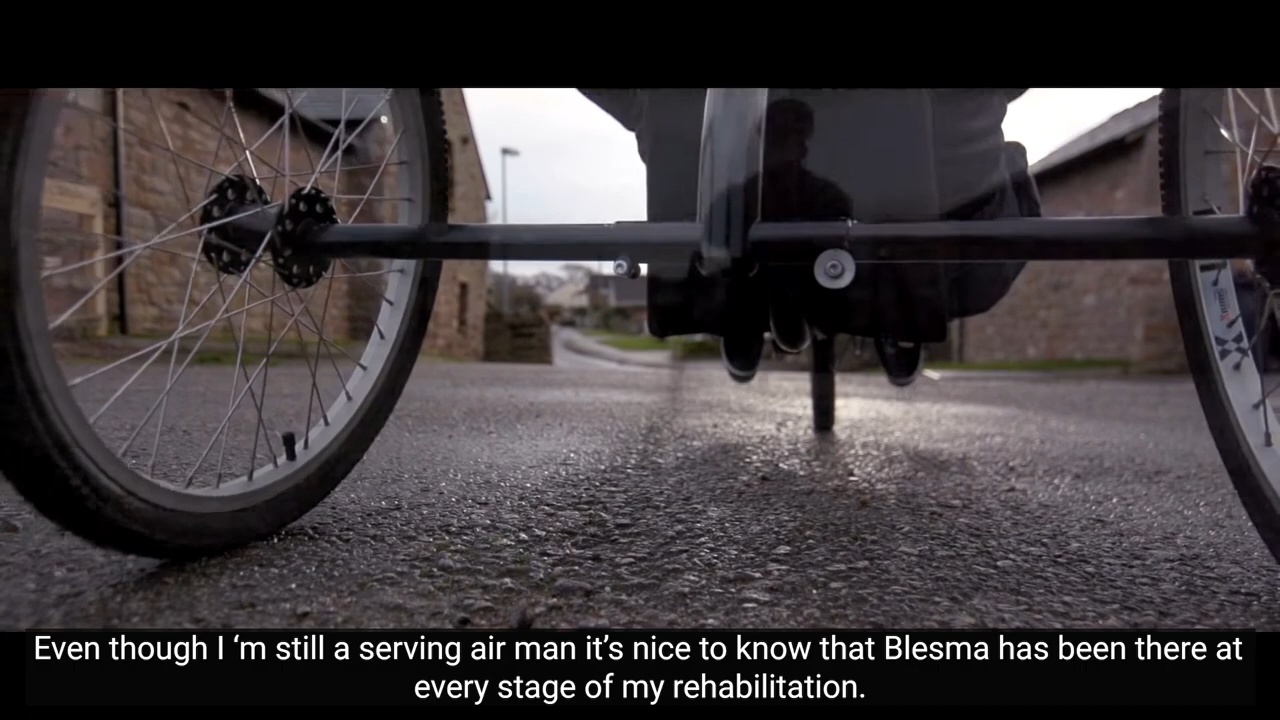 Even though I ‘m still a serving air man it’s nice to know that Blesma has been there at
every stage of my rehabilitation.